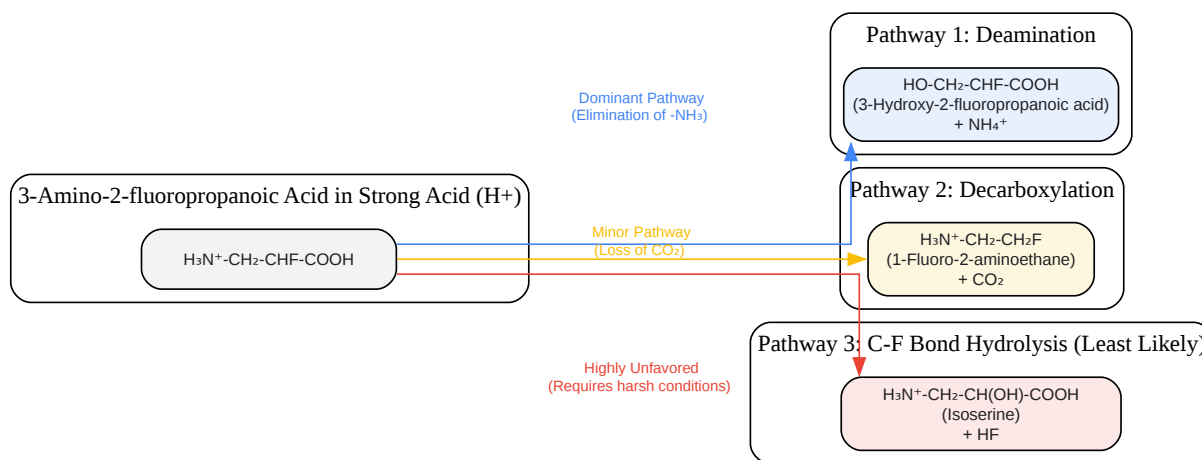 Pathway 1: Deamination
HO-CH₂-CHF-COOH
(3-Hydroxy-2-fluoropropanoic acid)
+ NH₄⁺
Dominant Pathway
(Elimination of -NH₃)
3-Amino-2-fluoropropanoic Acid in Strong Acid (H+)
H₃N⁺-CH₂-CHF-COOH
Minor Pathway
(Loss of CO₂)
Pathway 2: Decarboxylation
H₃N⁺-CH₂-CH₂F
(1-Fluoro-2-aminoethane)
+ CO₂
Pathway 3: C-F Bond Hydrolysis (Least Likely)
Highly Unfavored
(Requires harsh conditions)
H₃N⁺-CH₂-CH(OH)-COOH
(Isoserine)
+ HF